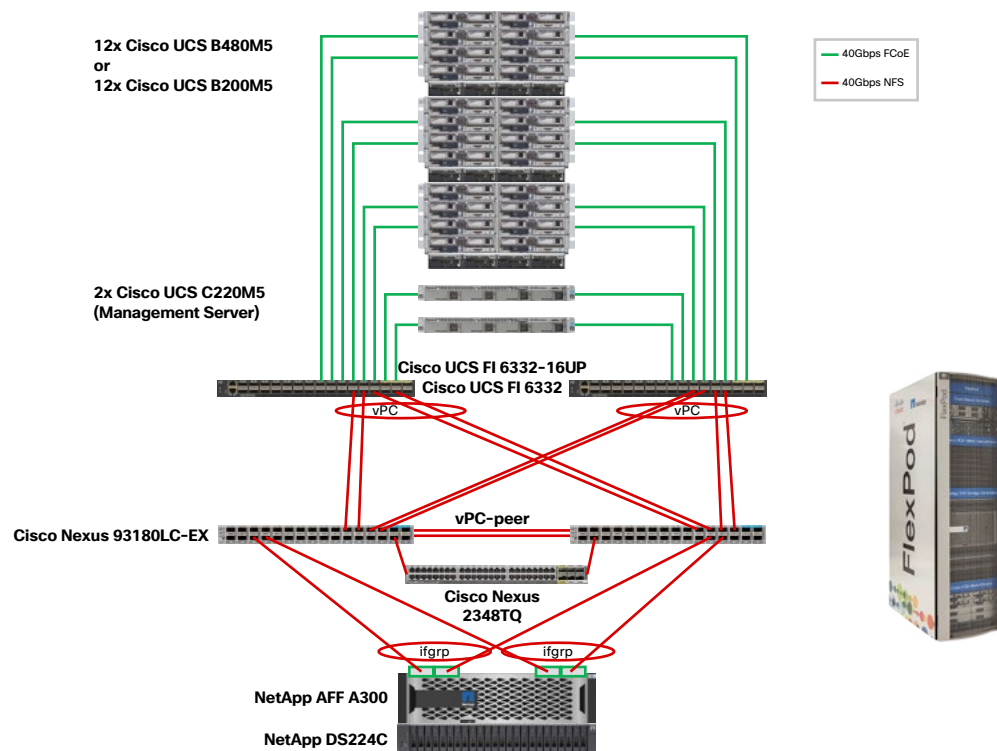 12x Cisco UCS B480M5
or
12x Cisco UCS B200M5
40Gbps FCoE
40Gbps NFS
2x Cisco UCS C220M5
(Management Server)
Cisco UCS FI 6332-16UP
Cisco UCS FI 6332
vPC
vPC
FlexPod
FlexPod
Cisco Nexus 93180LC-EX
vPC-peer
Cisco Nexus
2348TQ
ifgrp
ifgrp
NetApp AFF A300
NetApp DS224C